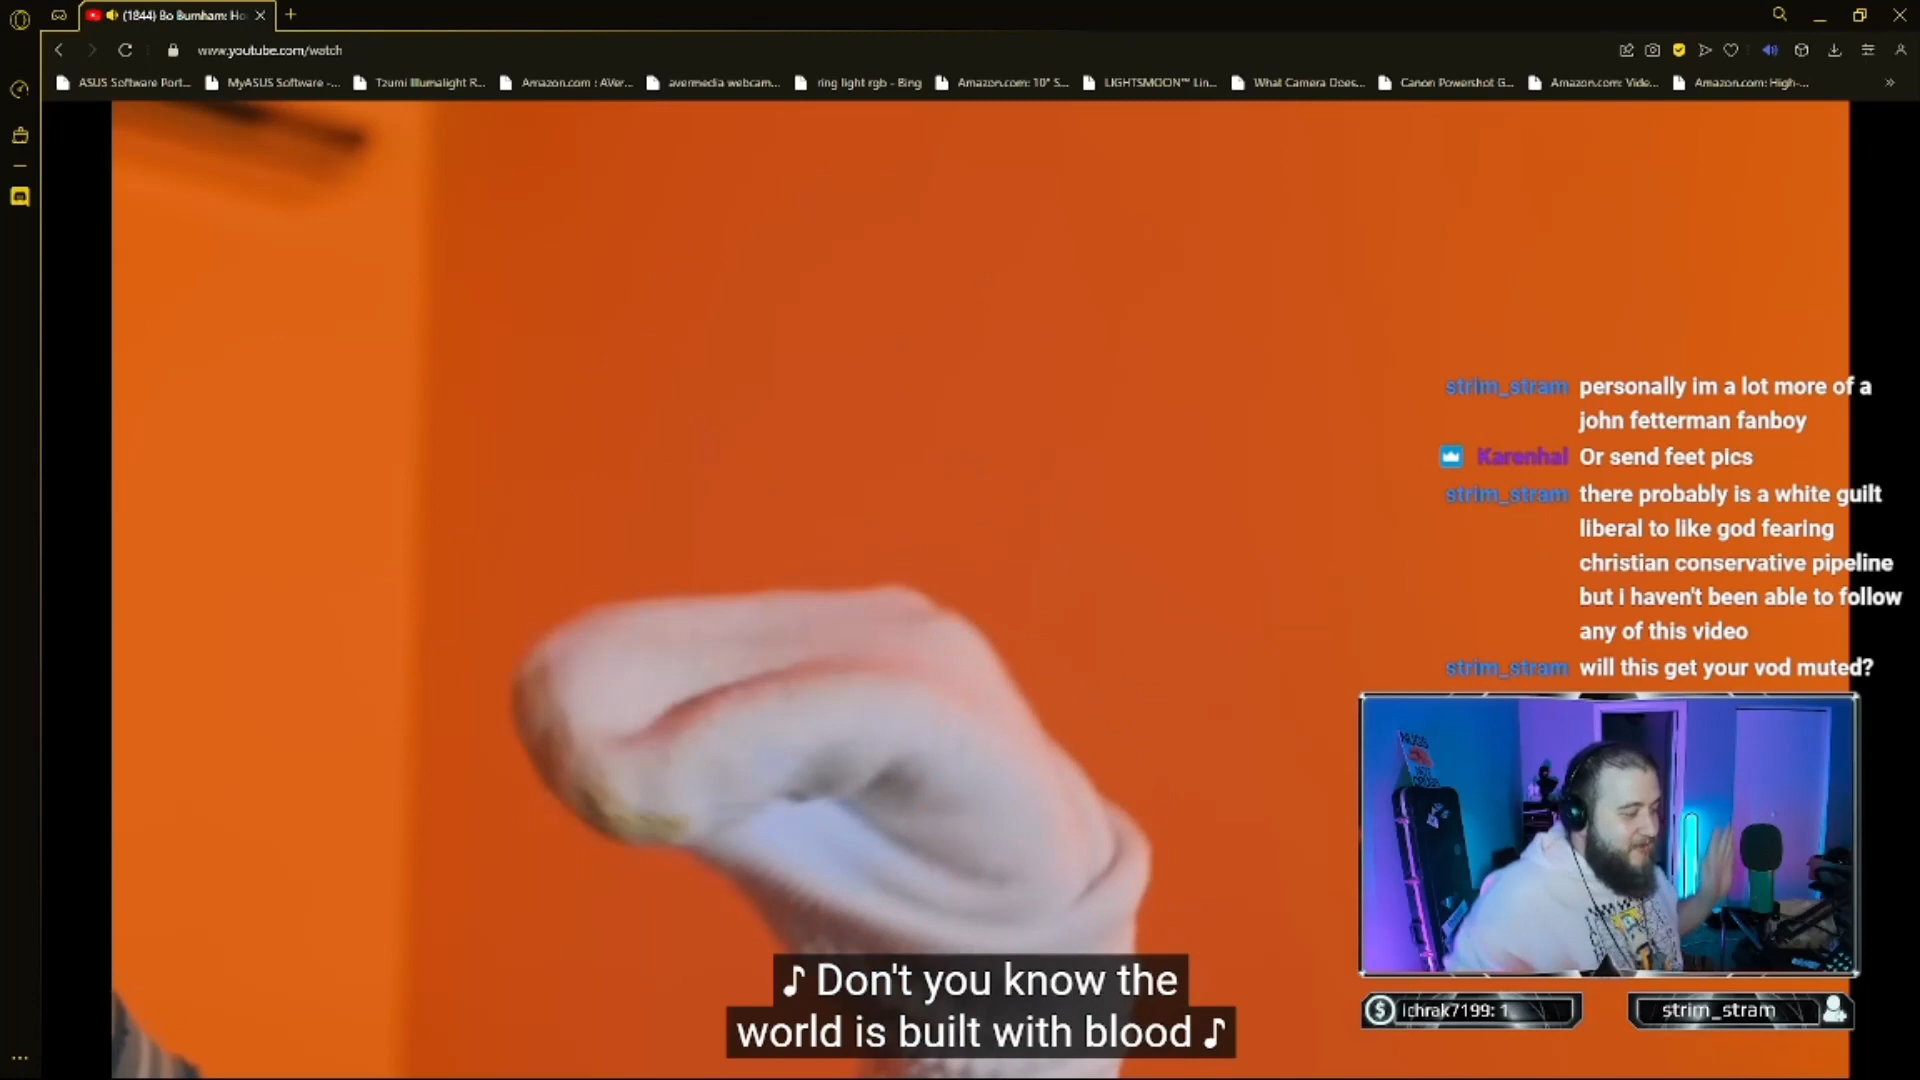 (1844) Bo Burnham: Ho
www.youtube.com/watch
ASUS Software Port... MyASUS Software -... Tzumi Illumalight R... Amazon.com : AVer... avermedia webcam... ring light rgb - Bing Amazon.com: 10" S... LIGHTSMOON™ Lin... What Camera Does... Canon Powershot G... Amazon.com: Vide... Amazon.com: High-...
strim_stram personally im a lot more of a
john fetterman fanboy
Karenhal Or send feet pics
strim_stram there probably is a white guilt
liberal to like god fearing
christian conservative pipeline
but i haven't been able to follow
any of this video
strim_stram will this get your vod muted?
♪ Don't you know the
world is built with blood ♪
ichrak7199: 1
strim_stram